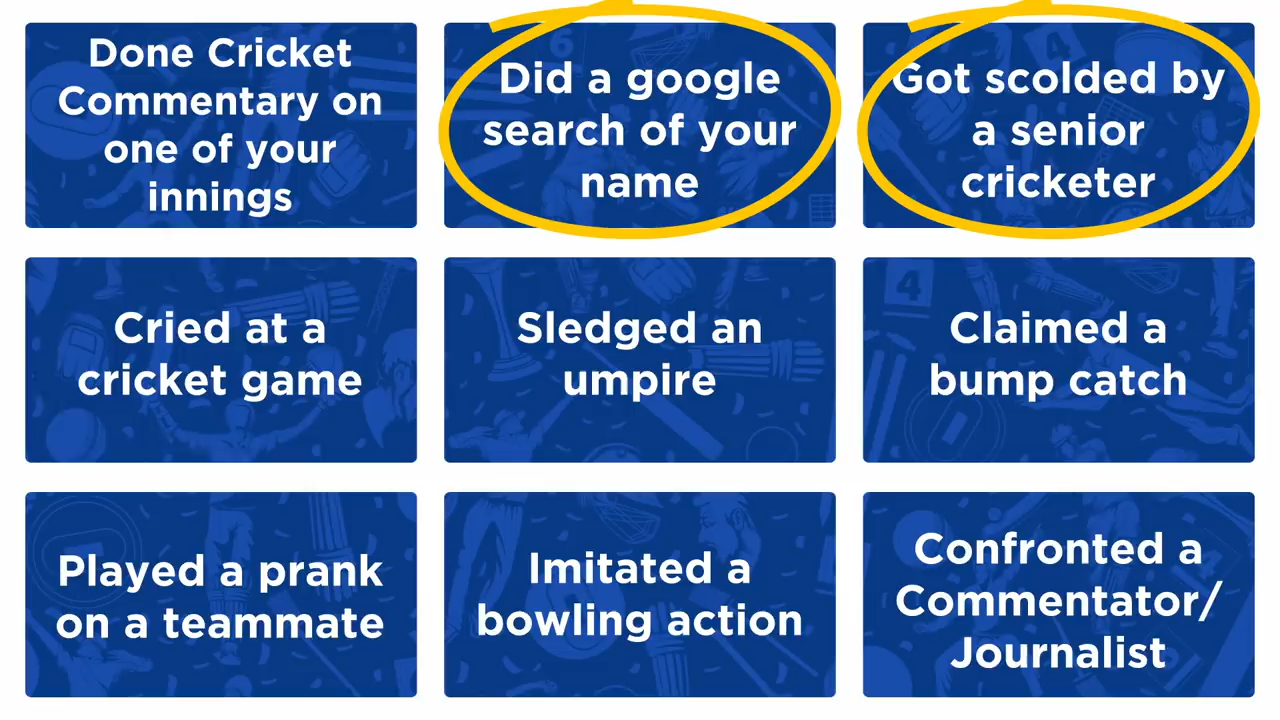 Done Cricket
Commentary on
one of your
innings
Did a google
search of your
name
Got scolded by
a senior
cricketer
Cried at a
cricket game
Sledged an
umpire
4
Claimed a
bump catch
Played a prank
on a teammate
Imitated a
bowling action
Confronted a
Commentator/
Journalist